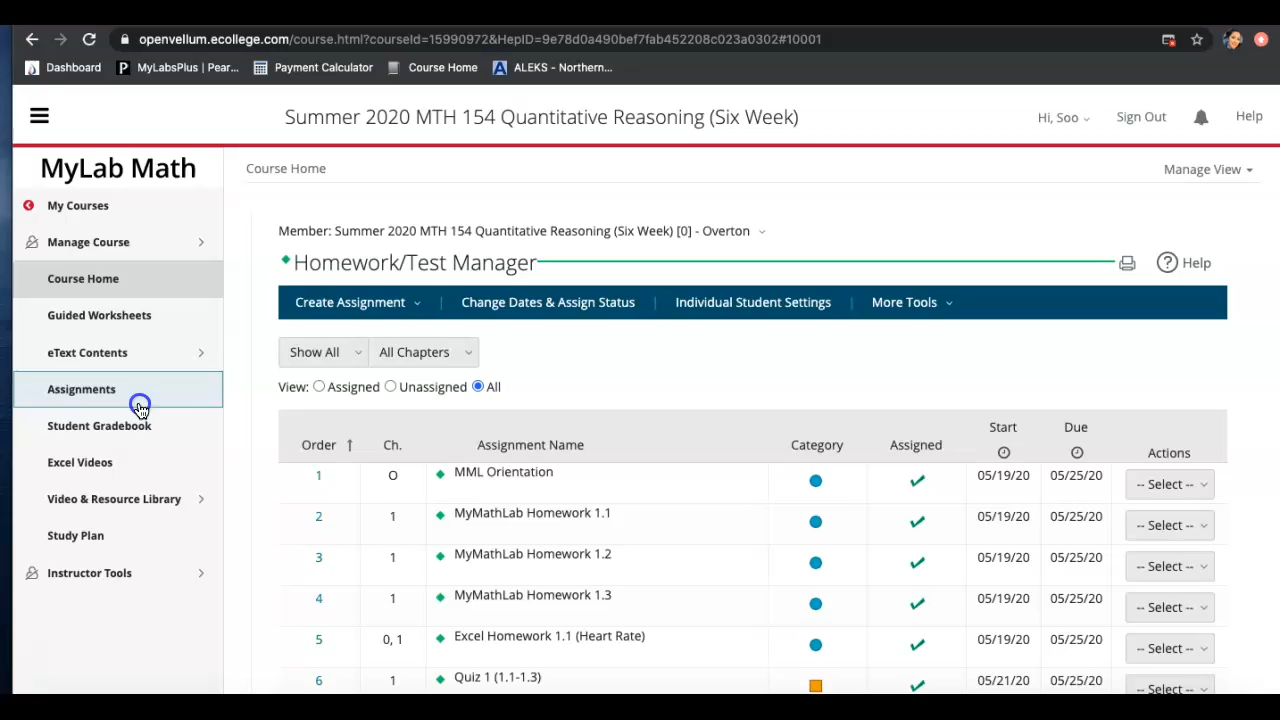 openvellum.ecollege.com/course.html?courseId=15990972&HepID=9e78d0a490bef7fab452208c023a0302#10001
Dashboard MyLabsPlus | Pear... Payment Calculator Course Home ALEKS - Northern...
Summer 2020 MTH 154 Quantitative Reasoning (Six Week) Hi, Soo Sign Out Help
MyLab Math
My Courses
Manage Course
Course Home
Guided Worksheets
eText Contents
Assignments
Student Gradebook
Excel Videos
Video & Resource Library
Study Plan
Instructor Tools
Course Home Manage View
Member: Summer 2020 MTH 154 Quantitative Reasoning (Six Week) [0] - Overton
Homework/Test Manager Help
Create Assignment | Change Dates & Assign Status | Individual Student Settings | More Tools
Show All All Chapters
View: Assigned Unassigned All
Order Ch. Assignment Name Category Assigned Start Due Actions
1 O MML Orientation 05/19/20 05/25/20 -- Select --
2 1 MyMathLab Homework 1.1 05/19/20 05/25/20 -- Select --
3 1 MyMathLab Homework 1.2 05/19/20 05/25/20 -- Select --
4 1 MyMathLab Homework 1.3 05/19/20 05/25/20 -- Select --
5 0, 1 Excel Homework 1.1 (Heart Rate) 05/19/20 05/25/20 -- Select --
6 1 Quiz 1 (1.1-1.3) 05/21/20 05/25/20 -- Select --